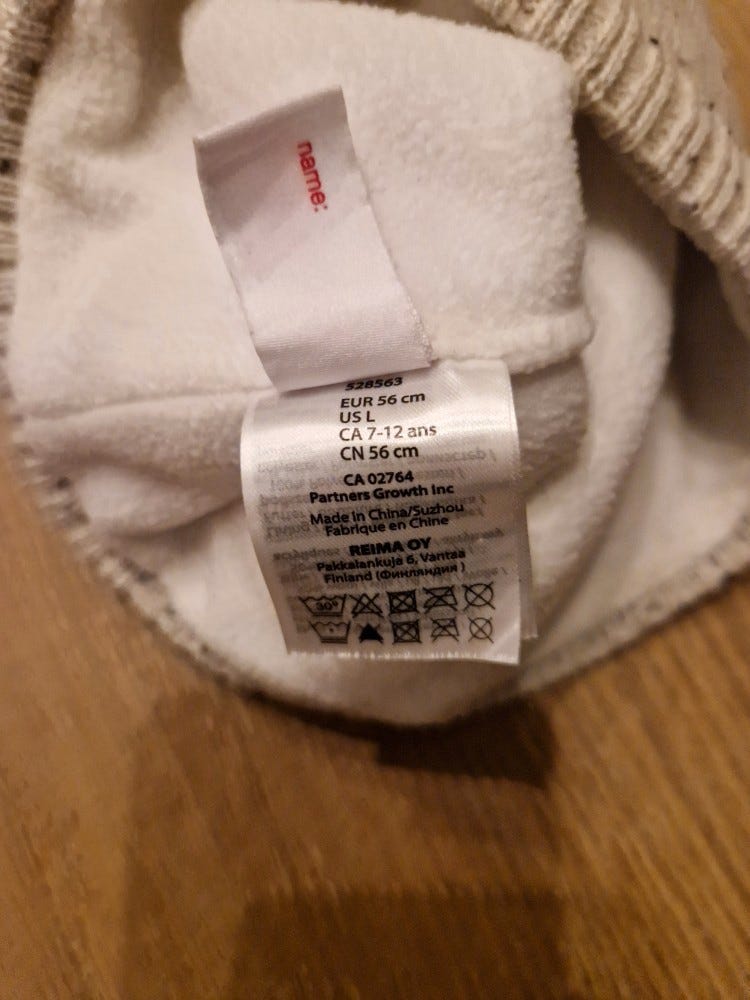 name:
528563
EUR 56 cm
US L
CA 7-12 ans
CN 56 cm
CA 02764
Partners Growth Inc
Made in China/Suzhou
Fabrique en Chine
REIMA OY
Pakkalankuja 6, Vantaa
Finland (Финляндия )
30°